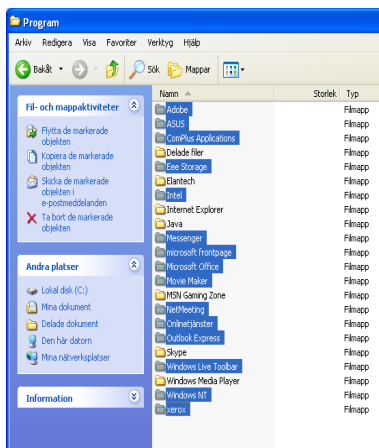 Program
Arkiv Redigera Visa Favoriter Verktyg Hjälp
Bakåt Sök Mappar
Namn Storlek Typ
Fil- och mappaktiviteter
Flytta de markerade
objekten
Kopiera de markerade
objekten
Skicka de markerade
objekten i
e-postmeddelanden
Ta bort de markerade
objekten
Andra platser
Lokal disk (C:)
Mina dokument
Delade dokument
Den här datorn
Mina nätverksplatser
Information
Adobe Filmapp
ASUS Filmapp
ComPlus Applications Filmapp
Delade filer Filmapp
Eee Storage Filmapp
Elantech Filmapp
Intel Filmapp
Internet Explorer Filmapp
Java Filmapp
Messenger Filmapp
microsoft frontpage Filmapp
Microsoft Office Filmapp
Movie Maker Filmapp
MSN Gaming Zone Filmapp
NetMeeting Filmapp
Onlinetjänster Filmapp
Outlook Express Filmapp
Skype Filmapp
Windows Live Toolbar Filmapp
Windows Media Player Filmapp
Windows NT Filmapp
xerox Filmapp